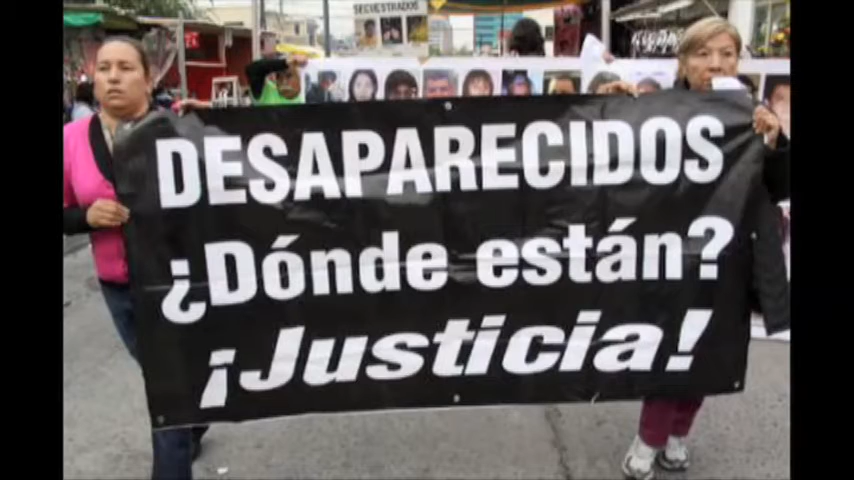 SECUESTRADOS
DESAPARECIDOS
¿Dónde están?
¡Justicia!